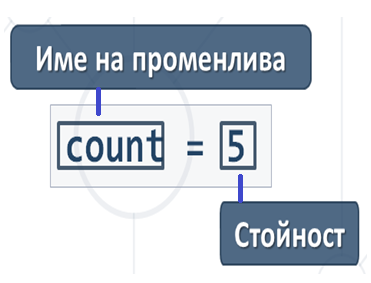 Име на променлива
count = 5
Стойност